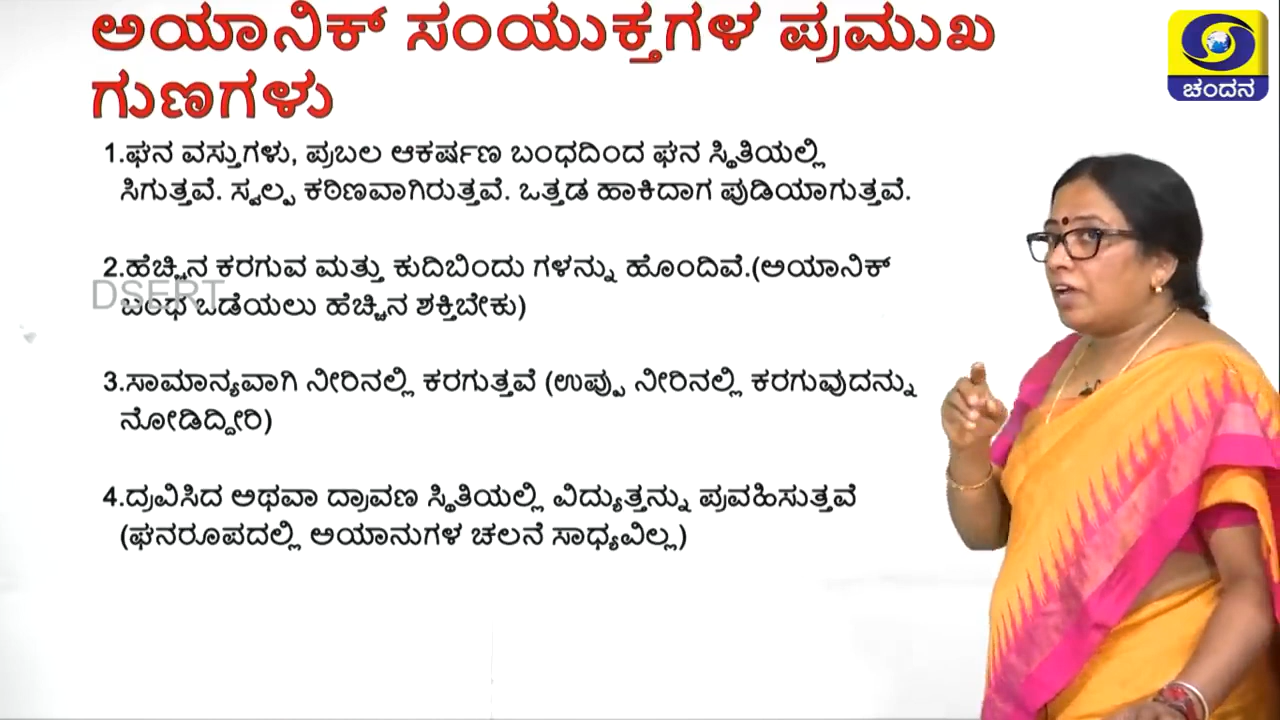 ಅಯಾನಿಕ್ ಸಂಯುಕ್ತಗಳ ಪ್ರಮುಖ
ಗುಣಗಳು
ಚಂದನ
1.ಘನ ವಸ್ತುಗಳು, ಪ್ರಬಲ ಆಕರ್ಷಣ ಬಂಧದಿಂದ ಘನ ಸ್ಥಿತಿಯಲ್ಲಿ
ಸಿಗುತ್ತವೆ. ಸ್ವಲ್ಪ ಕಠಿಣವಾಗಿರುತ್ತವೆ. ಒತ್ತಡ ಹಾಕಿದಾಗ ಪುಡಿಯಾಗುತ್ತವೆ.
2.ಹೆಚ್ಚಿನ ಕರಗುವ ಮತ್ತು ಕುದಿಬಿಂದು ಗಳನ್ನು ಹೊಂದಿವೆ.(ಅಯಾನಿಕ್
DSERT
ಬಂಧ ಒಡೆಯಲು ಹೆಚ್ಚಿನ ಶಕ್ತಿಬೇಕು)
3.ಸಾಮಾನ್ಯವಾಗಿ ನೀರಿನಲ್ಲಿ ಕರಗುತ್ತವೆ (ಉಪ್ಪು ನೀರಿನಲ್ಲಿ ಕರಗುವುದನ್ನು
ನೋಡಿದ್ದೀರಿ)
4.ದ್ರವಿಸಿದ ಅಥವಾ ದ್ರಾವಣ ಸ್ಥಿತಿಯಲ್ಲಿ ವಿದ್ಯುತ್ತನ್ನು ಪ್ರವಹಿಸುತ್ತವೆ
(ಘನರೂಪದಲ್ಲಿ ಅಯಾನುಗಳ ಚಲನೆ ಸಾಧ್ಯವಿಲ್ಲ)